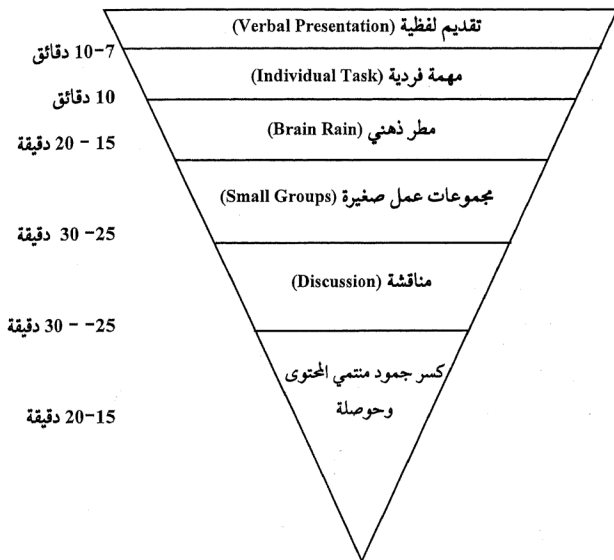 تقديم لفظية (Verbal Presentation)
7-10 دقائق
مهمة فردية (Individual Task)
10 دقائق
مطر ذهني (Brain Rain)
15 - 20 دقيقة
مجموعات عمل صغيرة (Small Groups)
25- 30 دقيقة
مناقشة (Discussion)
25- - 30 دقيقة
كسر جمود منتمي المحتوى
وحوصلة
15-20 دقيقة